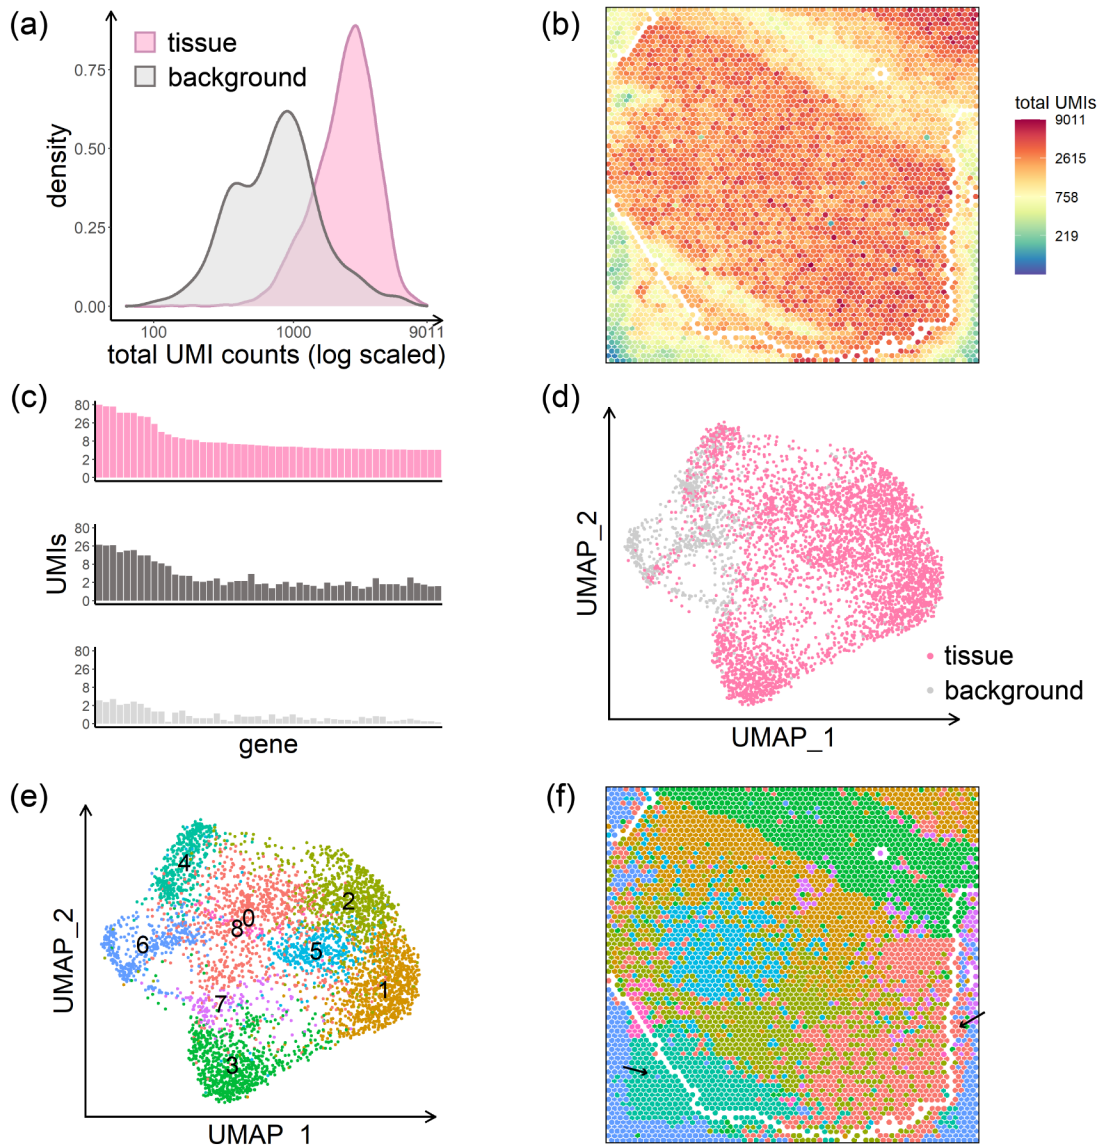 (a)
tissue
background
density
0.75
0.50
0.25
0.00
100
1000
9011
total UMI counts (log scaled)
(b)
total UMIs
9011
2615
758
219
(c)
80
26
8
2
0
UMIs
80
26
8
2
0
80
26
8
2
0
gene
(d)
UMAP_2
tissue
background
UMAP_1
(e)
UMAP_2
4
2
0
8
6
5
1
7
3
UMAP_1
(f)